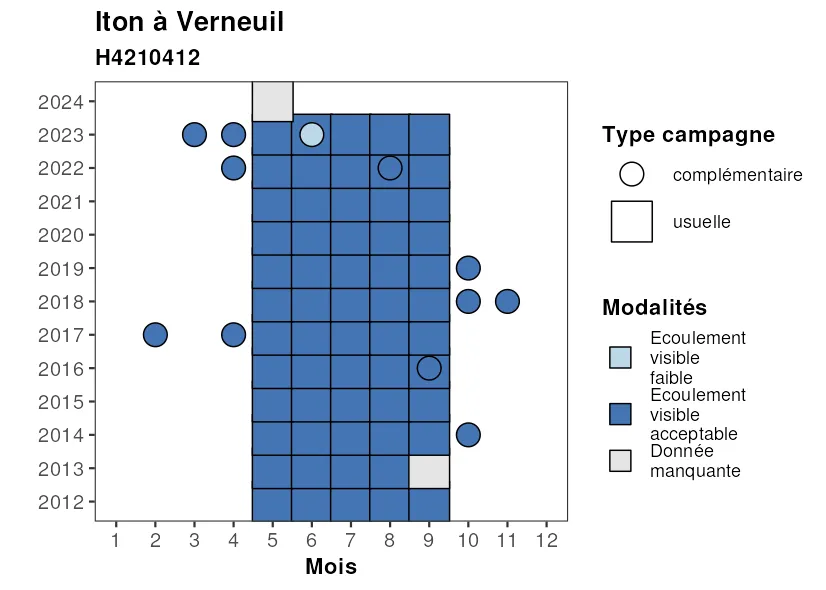 Iton à Verneuil
H4210412
2024
2023
2022
2021
2020
2019
2018
2017
2016
2015
2014
2013
2012
1 2 3 4 5 6 7 8 9 10 11 12
Mois
Type campagne
complémentaire
usuelle
Modalités
Ecoulement
visible
faible
Ecoulement
visible
acceptable
Donnée
manquante